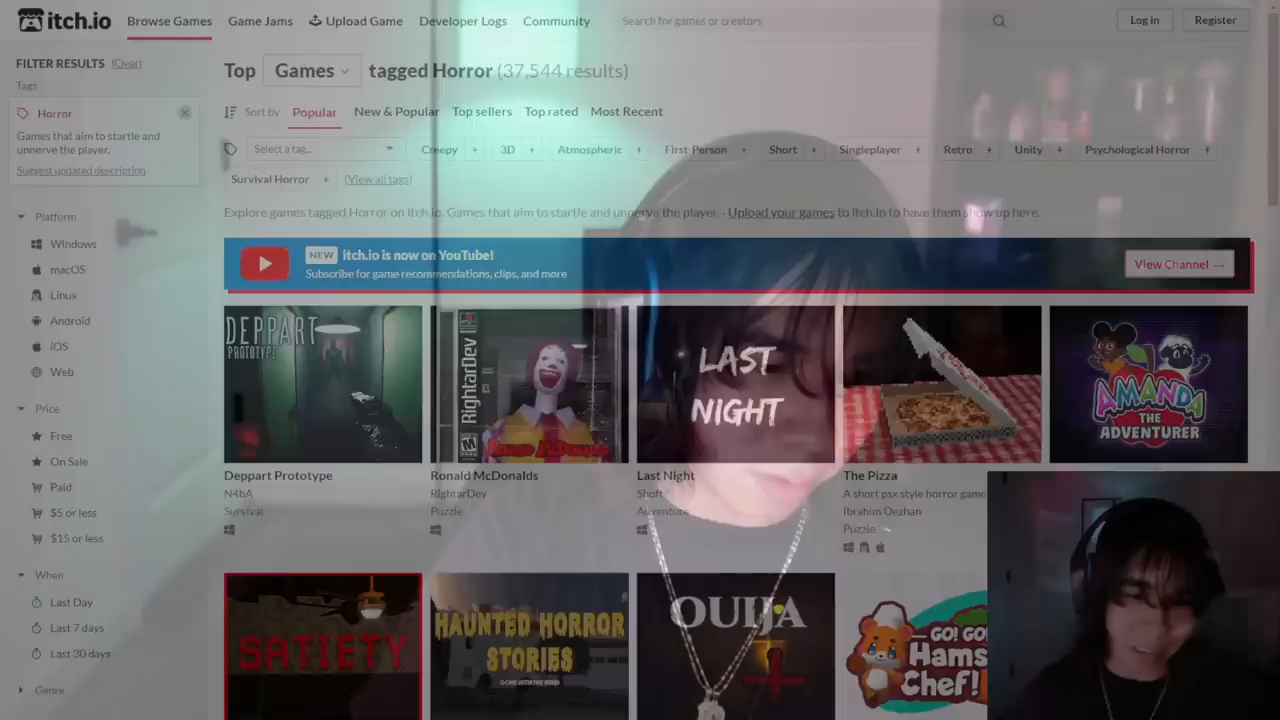 itch.io Browse Games Game Jams Upload Game Developer Logs Community Search for games or creators Log in Register
FILTER RESULTS (Clear)
Tags
Horror
Games that aim to startle and
unnerve the player.
Suggest updated description
Platform
Windows
macOS
Linux
Android
iOS
Web
Price
Free
On Sale
Paid
$5 or less
$15 or less
When
Last Day
Last 7 days
Last 30 days
Genre
Top Games tagged Horror (37,544 results)
Sort by Popular New & Popular Top sellers Top rated Most Recent
Select a tag... Creepy + 3D + Atmospheric + First-Person + Short + Singleplayer + Retro + Unity + Psychological Horror +
Survival Horror + (View all tags)
Explore games tagged Horror on itch.io. Games that aim to startle and unnerve the player. · Upload your games to itch.io to have them show up here.
NEW itch.io is now on YouTube!
Subscribe for game recommendations, clips, and more
View Channel →
DEPPART
PROTOTYPE
Deppart Prototype
N4bA
Survival
RightarDev
Ronald McDonalds
RightarDev
Puzzle
LAST
NIGHT
Last Night
Shoft
Adventure
The Pizza
A short psx style horror game
Ibrahim Oezhan
Puzzle
AMANDA
THE
ADVENTURER
SATIETY
HAUNTED HORROR
STORIES
GONE WITH THE WIND
OUIJA
GO! GO!
Hams
Chef!